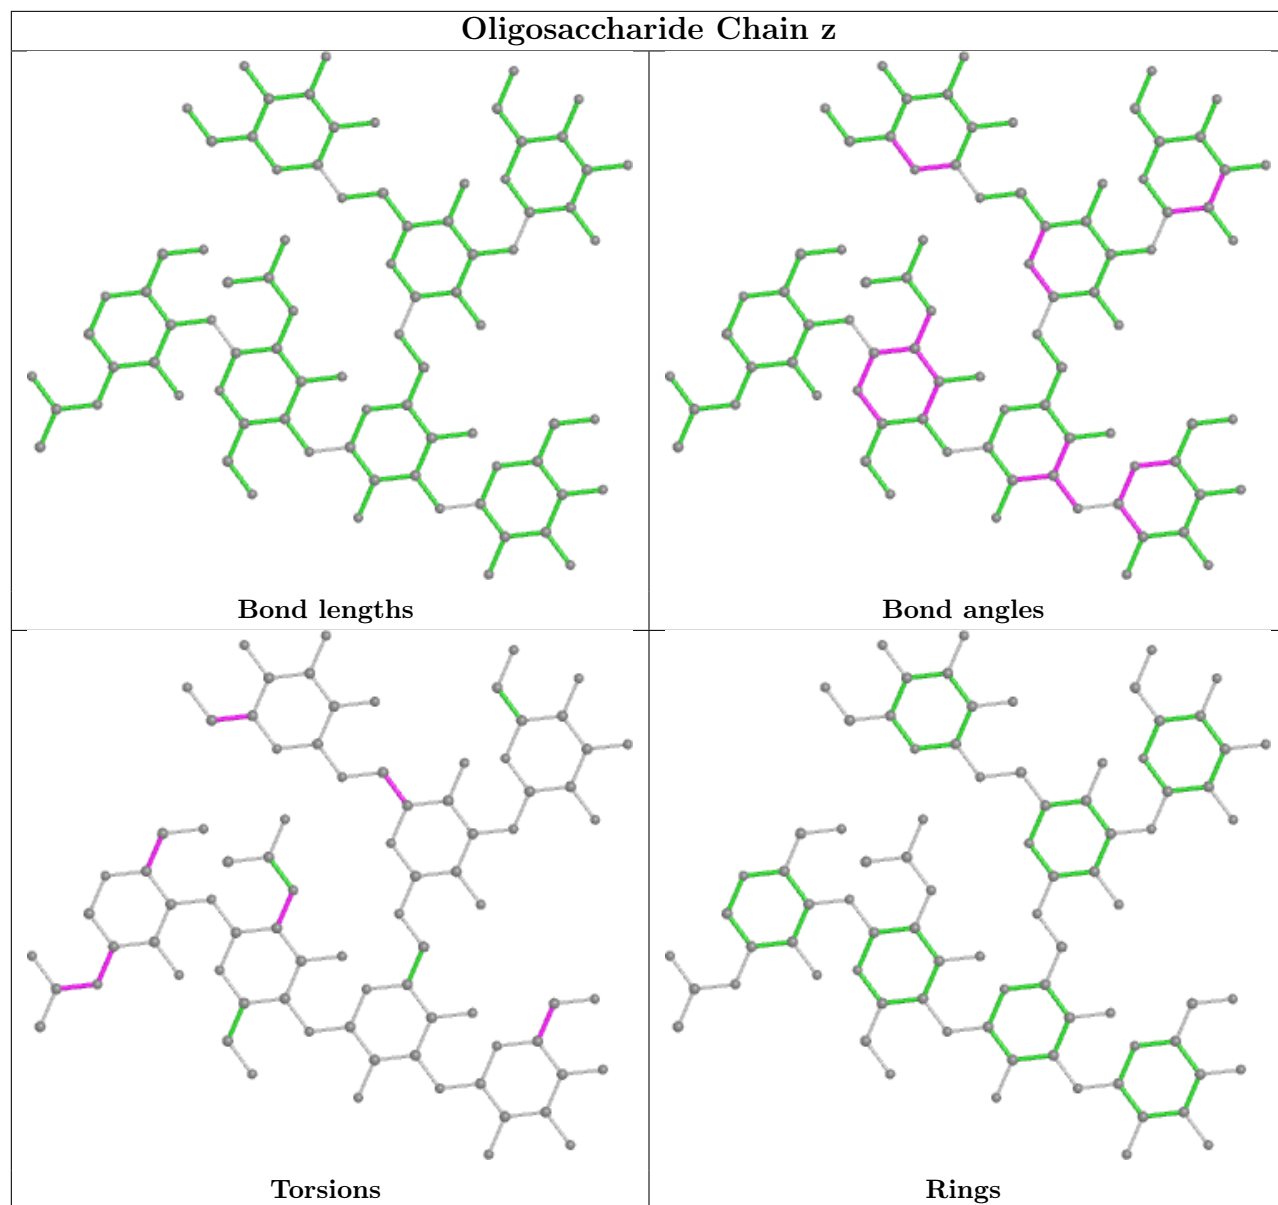 Oligosaccharide Chain z
Bond lengths
Bond angles
Torsions
Rings